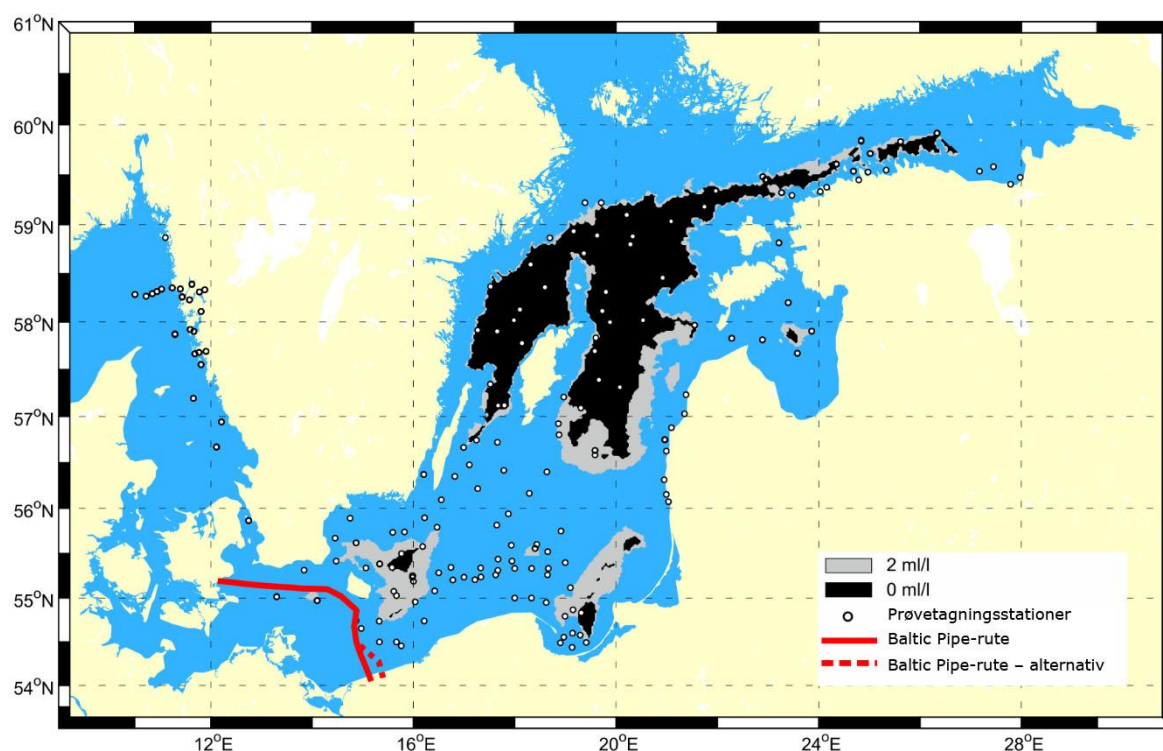 61°N
60°N
59°N
58°N
57°N
56°N
55°N
54°N
2 ml/l
0 ml/l
Prøvetagningsstationer
Baltic Pipe-rute
Baltic Pipe-rute – alternativ
12°E
16°E
20°E
24°E
28°E